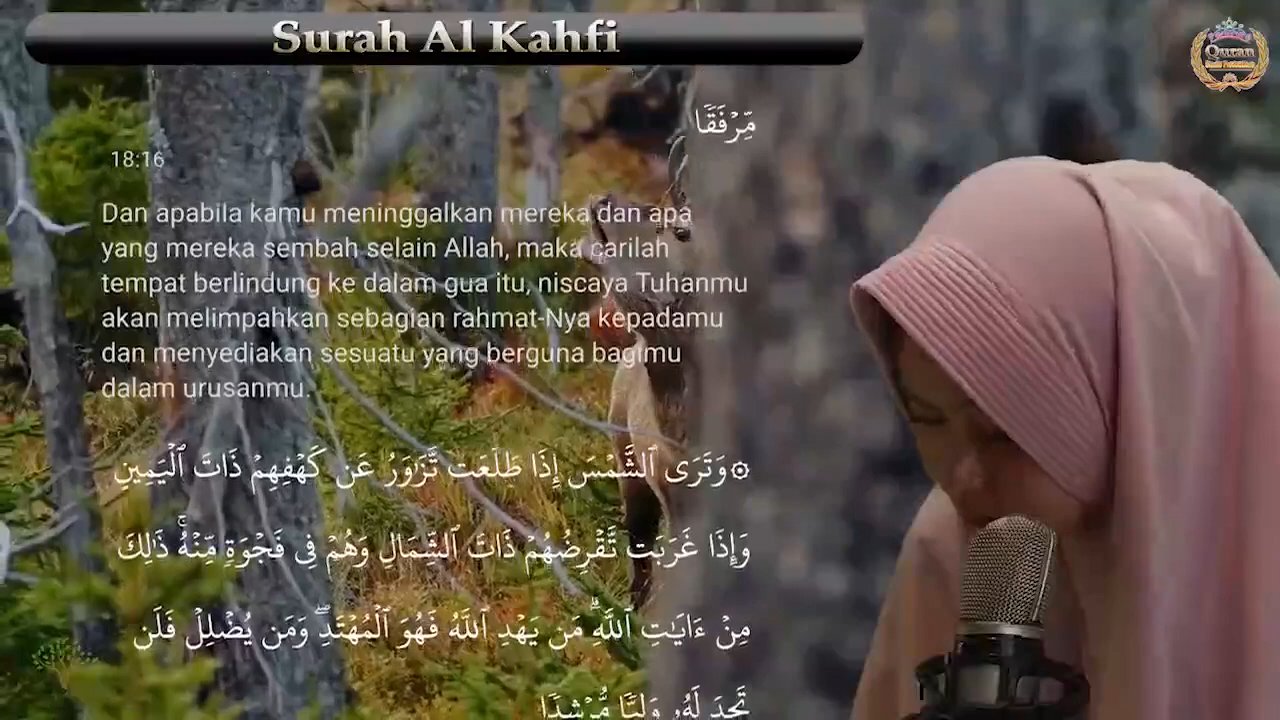 Surah Al Kahfi
Quran
مِّرْفَقًا
18:16
Dan apabila kamu meninggalkan mereka dan apa
yang mereka sembah selain Allah, maka carilah
tempat berlindung ke dalam gua itu, niscaya Tuhanmu
akan melimpahkan sebagian rahmat-Nya kepadamu
dan menyediakan sesuatu yang berguna bagimu
dalam urusanmu.
۞وَتَرَى ٱلشَّمْسَ إِذَا طَلَعَت تَّزَٰوَرُ عَن كَهْفِهِمْ ذَاتَ ٱلْيَمِينِ
وَإِذَا غَرَبَت تَّقْرِضُهُمْ ذَاتَ ٱلشِّمَالِ وَهُمْ فِى فَجْوَةٍ مِّنْهُ ۚ ذَٰلِكَ
مِنْ ءَايَٰتِ ٱللَّهِ ۗ مَن يَهْدِ ٱللَّهُ فَهُوَ ٱلْمُهْتَدِ ۖ وَمَن يُضْلِلْ فَلَن
تَجِدَ لَهُۥ وَلِيًّا مُّرْشِدًا